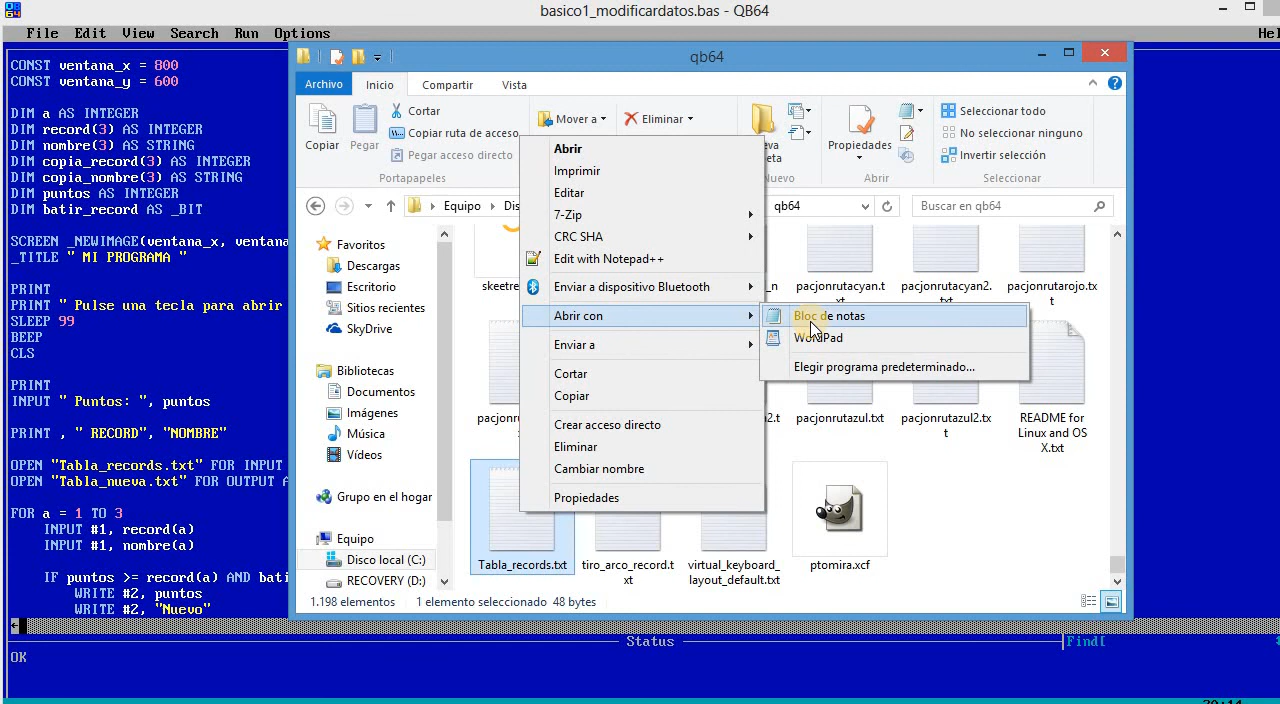 basico1_modificardatos.bas - QB64
File Edit View Search Run Options
CONST ventana_x = 800
CONST ventana_y = 600
DIM a AS INTEGER
DIM record(3) AS INTEGER
DIM nombre(3) AS STRING
DIM copia_record(3) AS INTEGER
DIM copia_nombre(3) AS STRING
DIM puntos AS INTEGER
DIM batir_record AS _BIT
SCREEN _NEWIMAGE(ventana_x, ventana
_TITLE " MI PROGRAMA "
PRINT
PRINT " Pulse una tecla para abrir
SLEEP 99
BEEP
CLS
PRINT
INPUT " Puntos: ", puntos
PRINT , " RECORD", "NOMBRE"
OPEN "Tabla_records.txt" FOR INPUT
OPEN "Tabla_nueva.txt" FOR OUTPUT A
FOR a = 1 TO 3
INPUT #1, record(a)
INPUT #1, nombre(a)
IF puntos >= record(a) AND bati
WRITE #2, puntos
WRITE #2, "Nuevo"
Status
Find[
OK
qb64
Archivo Inicio Compartir Vista
Copiar
Pegar
Cortar
Copiar ruta de acceso
Pegar acceso directo
Portapapeles
Mover a
Eliminar
Propiedades
Abrir
Seleccionar todo
No seleccionar ninguno
Invertir selección
Seleccionar
Equipo
qb64
Buscar en qb64
Favoritos
Descargas
Escritorio
Sitios recientes
SkyDrive
Bibliotecas
Documentos
Imágenes
Música
Vídeos
Grupo en el hogar
Equipo
Disco local (C:)
RECOVERY (D:)
Abrir
Imprimir
Editar
7-Zip
CRC SHA
Edit with Notepad++
Enviar a dispositivo Bluetooth
Abrir con
Enviar a
Cortar
Copiar
Crear acceso directo
Eliminar
Cambiar nombre
Propiedades
Bloc de notas
WordPad
Elegir programa predeterminado...
pacjonrutacyan.t
xt
pacjonrutacyan2.
txt
pacjonrutarojo.tx
t
pacjonrutazul.txt
pacjonrutazul2.tx
t
README for
Linux and OS
X.txt
Tabla_records.txt
tiro_arco_record.t
xt
virtual_keyboard_
layout_default.txt
ptomira.xcf
1.198 elementos 1 elemento seleccionado 48 bytes